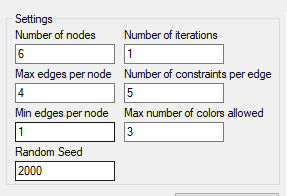 Settings
Number of nodes Number of iterations
6 1
Max edges per node Number of constraints per edge
4 5
Min edges per node Max number of colors allowed
1 3
Random Seed
2000